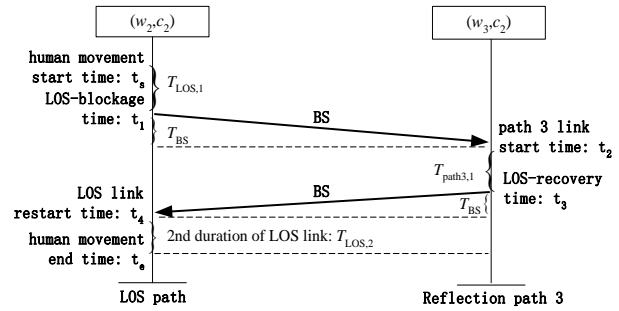 (w2,c2)
(w3,c2)
human movement
start time: ts
TLOS,1
LOS-blockage
time: t1
BS
TBS
path 3 link
start time: t2
Tpath3,1
LOS-recovery
time: t3
LOS link
restart time: t4
BS
TBS
human movement
end time: te
2nd duration of LOS link: TLOS,2
LOS path
Reflection path 3